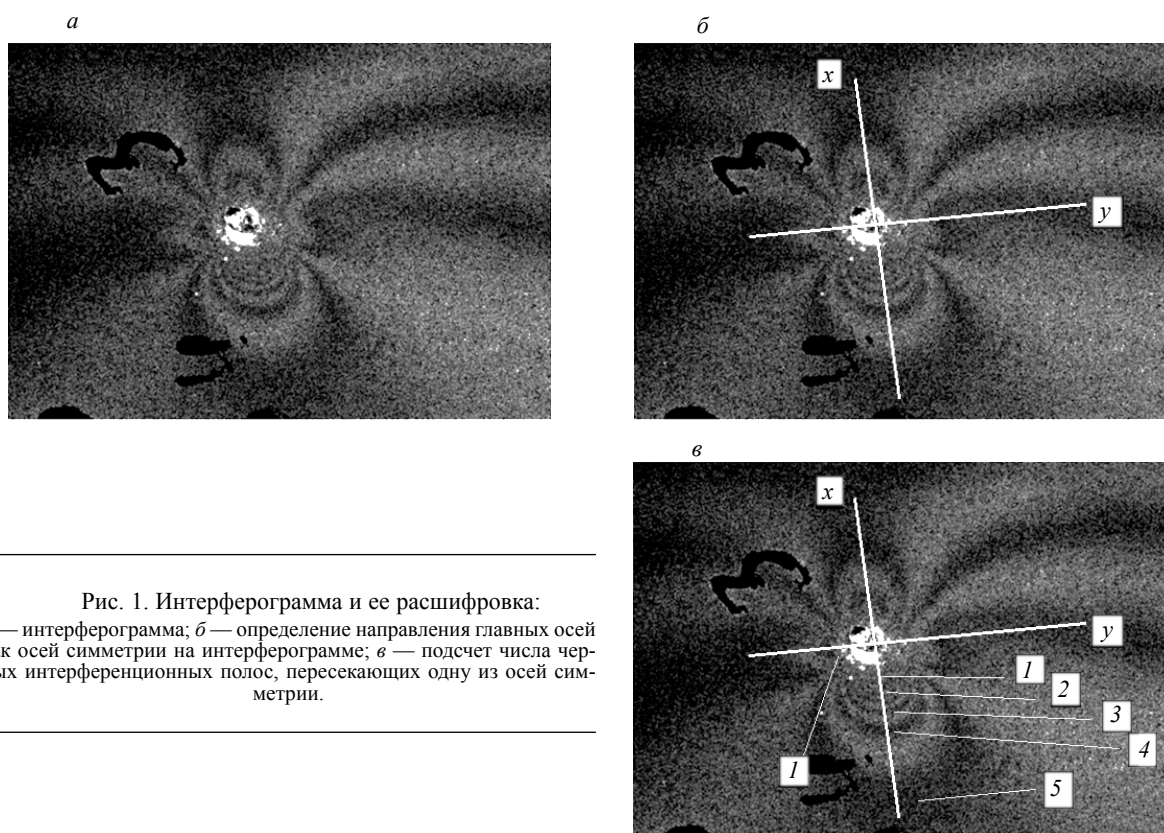 а
б
x
y
в
x
y
1
2
3
4
5
1
Рис. 1. Интерферограмма и ее расшифровка:
— интерферограмма; б — определение направления главных осей
ак осей симметрии на интерферограмме; в — подсчет числа чер-
ых интерференционных полос, пересекающих одну из осей сим-
метрии.